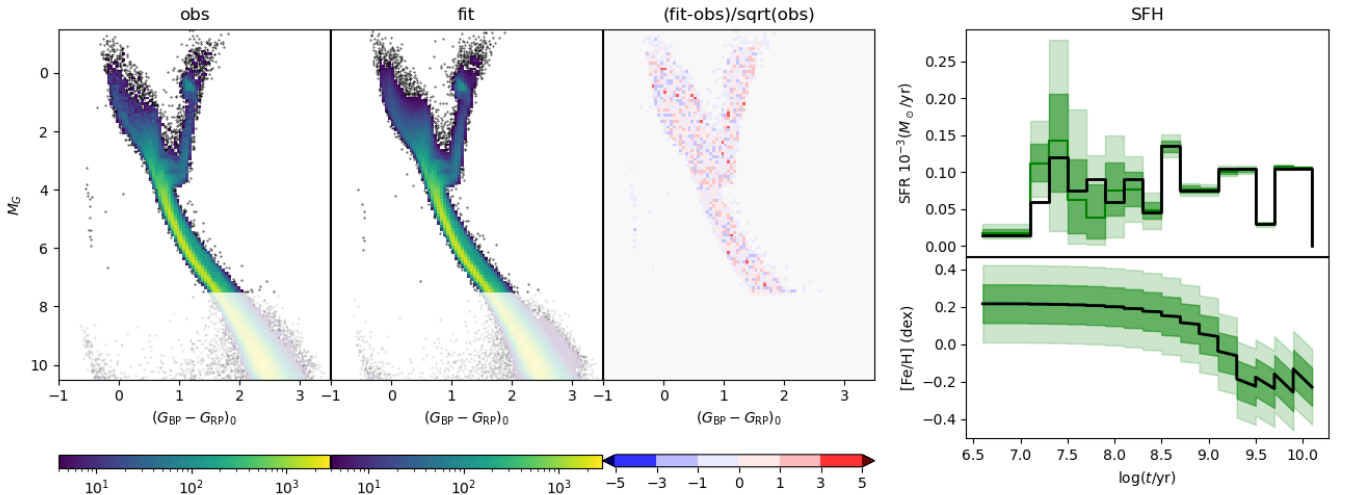 obs fit (fit-obs)/sqrt(obs) SFH
0 2 4 6 8 10
M_G
−1 0 1 2 3 −1 0 1 2 3 −1 0 1 2 3
(G_BP − G_RP)_0 (G_BP − G_RP)_0 (G_BP − G_RP)_0
10^1 10^2 10^3 10^1 10^2 10^3 −5 −3 −1 0 1 3 5
0.25
0.20
0.15
0.10
0.05
0.00
SFR 10^−3(M_⊙ /yr)
0.4
0.2
0.0
−0.2
−0.4
[Fe/H] (dex)
6.5 7.0 7.5 8.0 8.5 9.0 9.5 10.0
log(t/yr)